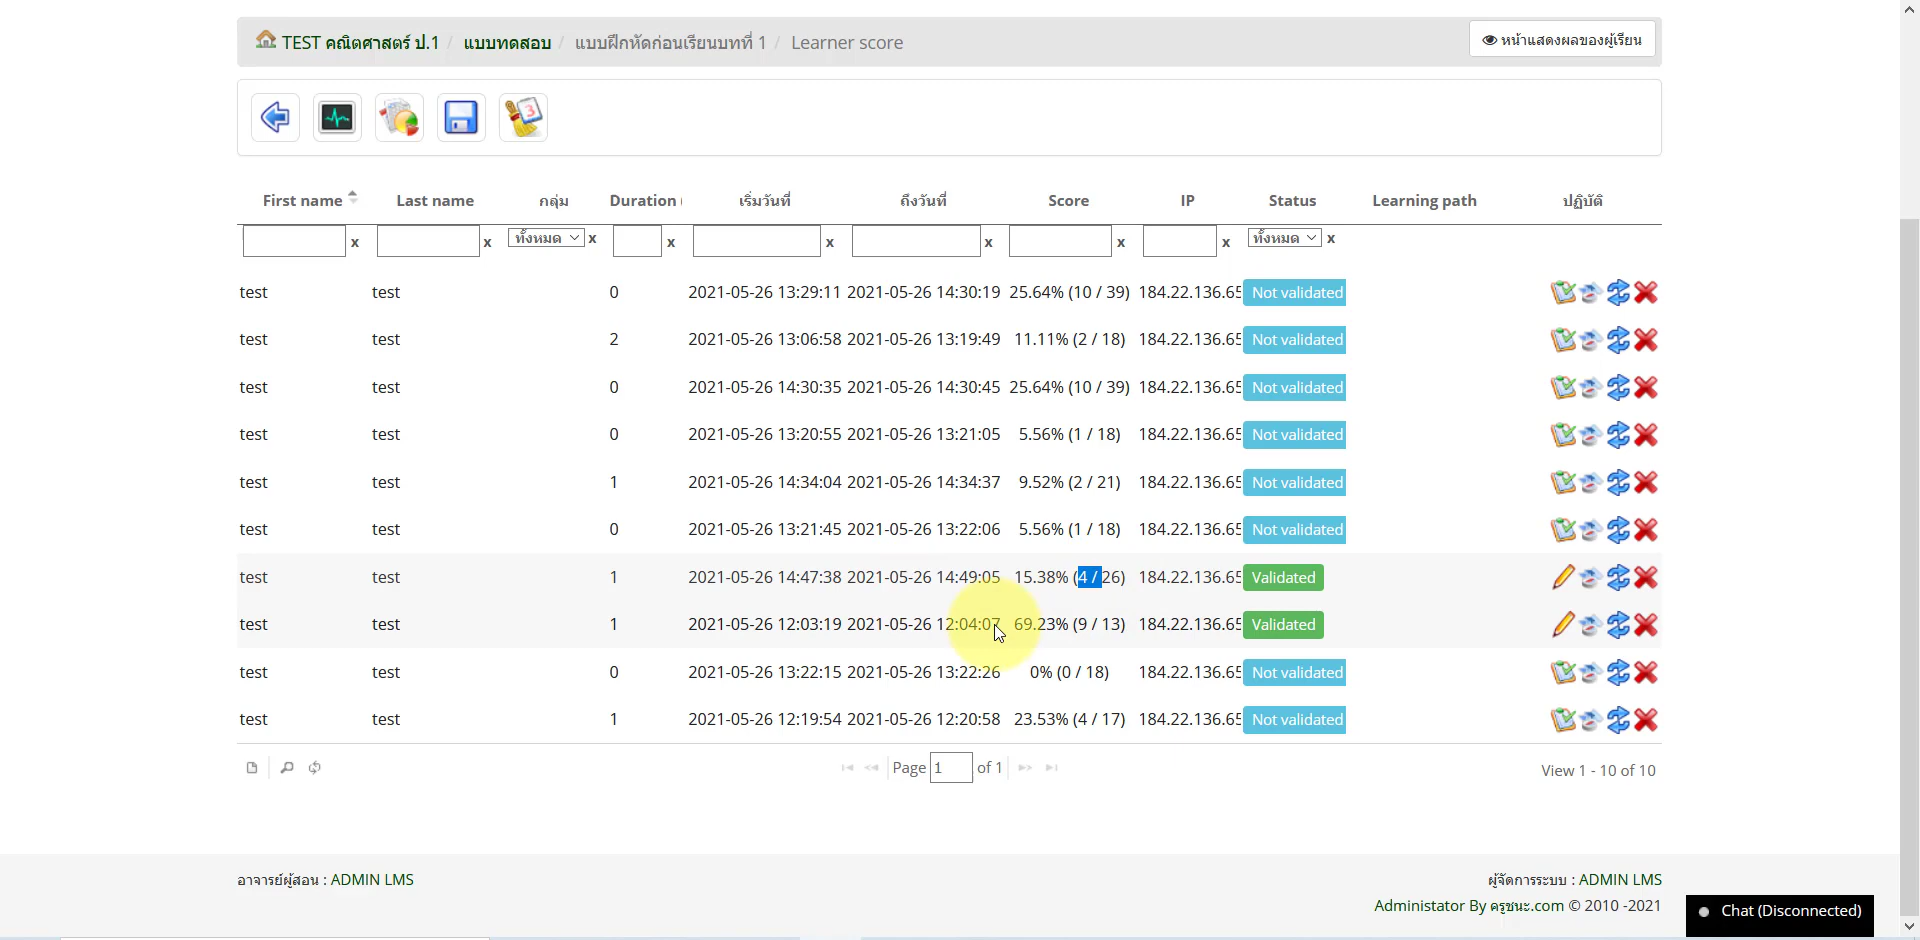 TEST คณิตศาสตร์ ป.1 / แบบทดสอบ / แบบฝึกหัดก่อนเรียนบทที่ 1 / Learner score
หน้าแสดงผลของผู้เรียน
First name Last name กลุ่ม Duration ( เริ่มวันที่ ถึงวันที่ Score IP Status Learning path ปฏิบัติ
x x ทั้งหมด x x x x x x ทั้งหมด x
test test 0 2021-05-26 13:29:11 2021-05-26 14:30:19 25.64% (10 / 39) 184.22.136.65 Not validated
test test 2 2021-05-26 13:06:58 2021-05-26 13:19:49 11.11% (2 / 18) 184.22.136.65 Not validated
test test 0 2021-05-26 14:30:35 2021-05-26 14:30:45 25.64% (10 / 39) 184.22.136.65 Not validated
test test 0 2021-05-26 13:20:55 2021-05-26 13:21:05 5.56% (1 / 18) 184.22.136.65 Not validated
test test 1 2021-05-26 14:34:04 2021-05-26 14:34:37 9.52% (2 / 21) 184.22.136.65 Not validated
test test 0 2021-05-26 13:21:45 2021-05-26 13:22:06 5.56% (1 / 18) 184.22.136.65 Not validated
test test 1 2021-05-26 14:47:38 2021-05-26 14:49:05 15.38% (4 / 26) 184.22.136.65 Validated
test test 1 2021-05-26 12:03:19 2021-05-26 12:04:07 69.23% (9 / 13) 184.22.136.65 Validated
test test 0 2021-05-26 13:22:15 2021-05-26 13:22:26 0% (0 / 18) 184.22.136.65 Not validated
test test 1 2021-05-26 12:19:54 2021-05-26 12:20:58 23.53% (4 / 17) 184.22.136.65 Not validated
Page 1 of 1
View 1 - 10 of 10
อาจารย์ผู้สอน : ADMIN LMS
ผู้จัดการระบบ : ADMIN LMS
Administator By ครูชนะ.com © 2010 -2021
Chat (Disconnected)